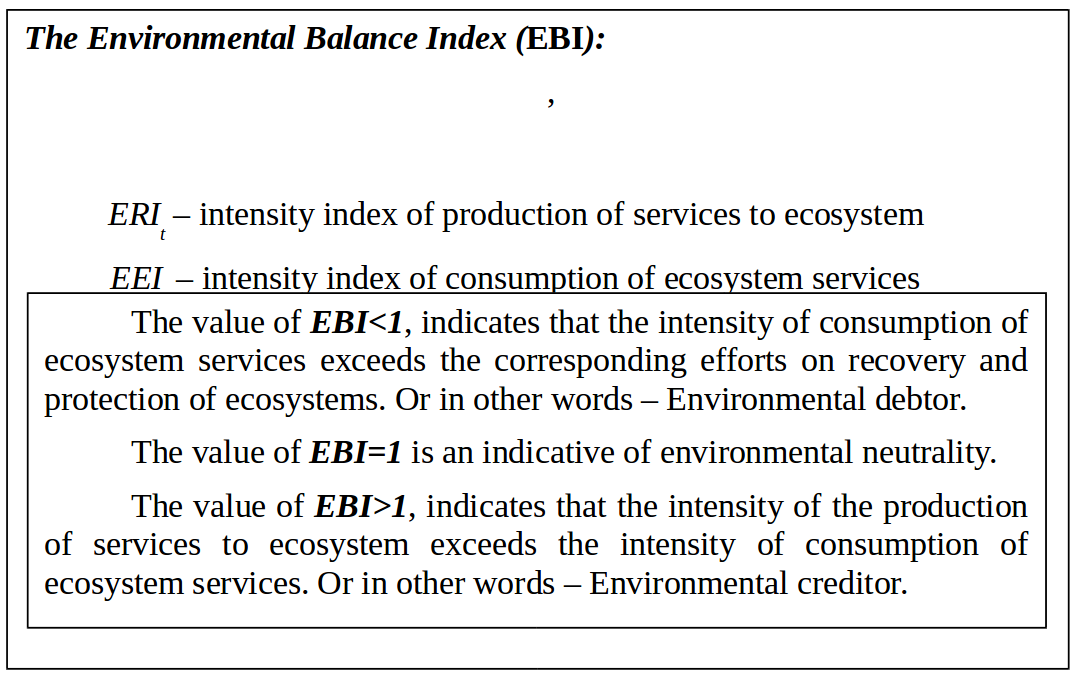 The Environmental Balance Index (EBI):
,
ERIt – intensity index of production of services to ecosystem
EEI – intensity index of consumption of ecosystem services
The value of EBI<1, indicates that the intensity of consumption of
ecosystem services exceeds the corresponding efforts on recovery and
protection of ecosystems. Or in other words – Environmental debtor.
The value of EBI=1 is an indicative of environmental neutrality.
The value of EBI>1, indicates that the intensity of the production
of services to ecosystem exceeds the intensity of consumption of
ecosystem services. Or in other words – Environmental creditor.